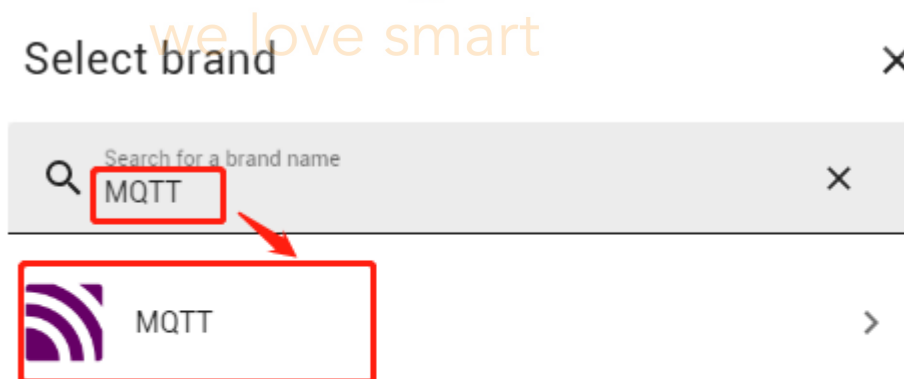 we love smart
Select brand
Search for a brand name
MQTT
MQTT